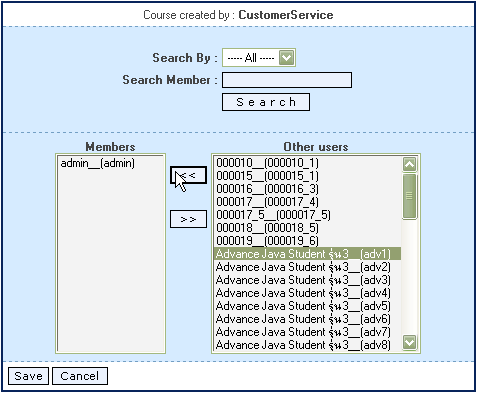 Course created by : CustomerService
Search By : ----- All -----
Search Member :
Search
Members
Other users
admin__(admin)
<<
>>
000010__(000010_1)
000015__(000015_1)
000016__(000016_3)
000017__(000017_4)
000017_5__(000017_5)
000018__(000018_5)
000019__(000019_6)
Advance Java Student รุ่น3__(adv1)
Advance Java Student รุ่น3__(adv2)
Advance Java Student รุ่น3__(adv3)
Advance Java Student รุ่น3__(adv4)
Advance Java Student รุ่น3__(adv5)
Advance Java Student รุ่น3__(adv6)
Advance Java Student รุ่น3__(adv7)
Advance Java Student รุ่น3__(adv8)
Save Cancel